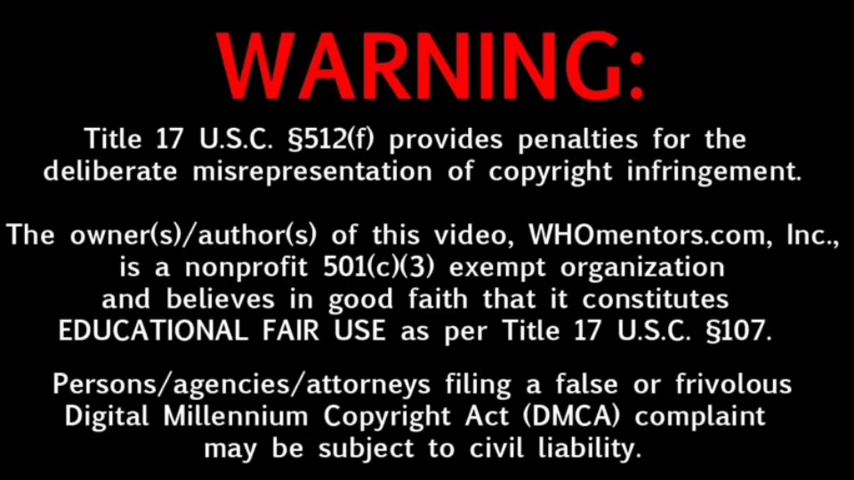 WARNING:
Title 17 U.S.C. §512(f) provides penalties for the
deliberate misrepresentation of copyright infringement.
The owner(s)/author(s) of this video, WHOmentors.com, Inc.,
is a nonprofit 501(c)(3) exempt organization
and believes in good faith that it constitutes
EDUCATIONAL FAIR USE as per Title 17 U.S.C. §107.
Persons/agencies/attorneys filing a false or frivolous
Digital Millennium Copyright Act (DMCA) complaint
may be subject to civil liability.